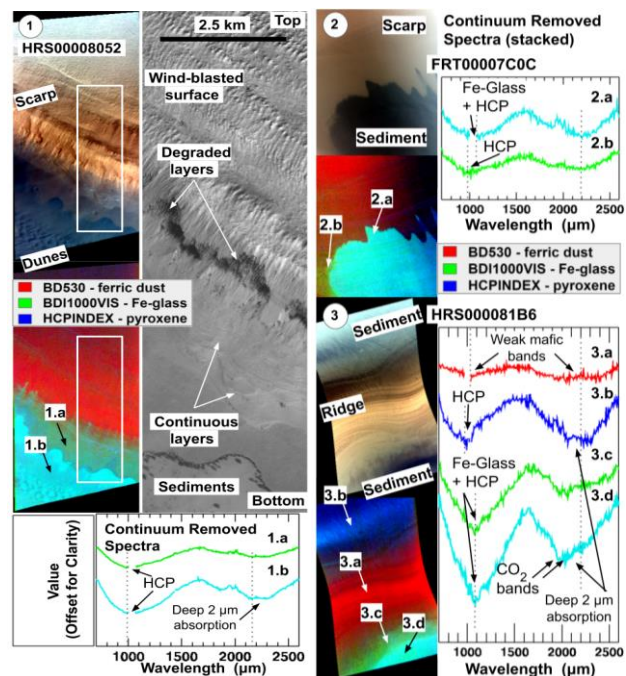 1
HRS00008052
Scarp
Dunes
2.5 km
Top
Wind-blasted
surface
Degraded
layers
Continuous
layers
Sediments
Bottom
BD530 - ferric dust
BDI1000VIS - Fe-glass
HCPINDEX - pyroxene
1.a
1.b
Value
(Offset for Clarity)
Continuum Removed
Spectra
1.a
1.b
HCP
Deep 2 µm
absorption
1000 1500 2000 2500
Wavelength (µm)
2
Scarp
Sediment
2.a
2.b
Continuum Removed
Spectra (stacked)
FRT00007C0C
Fe-Glass
+ HCP
2.a
2.b
HCP
1000 1500 2000 2500
Wavelength (µm)
BD530 - ferric dust
BDI1000VIS - Fe-glass
HCPINDEX - pyroxene
3
HRS000081B6
Sediment
Ridge
Sediment
3.b
3.a
3.c
3.d
Weak mafic
bands
3.a
HCP
3.b
3.c
Fe-Glass
+ HCP
3.d
CO2
bands
Deep 2 µm
absorption
1000 1500 2000 2500
Wavelength (µm)